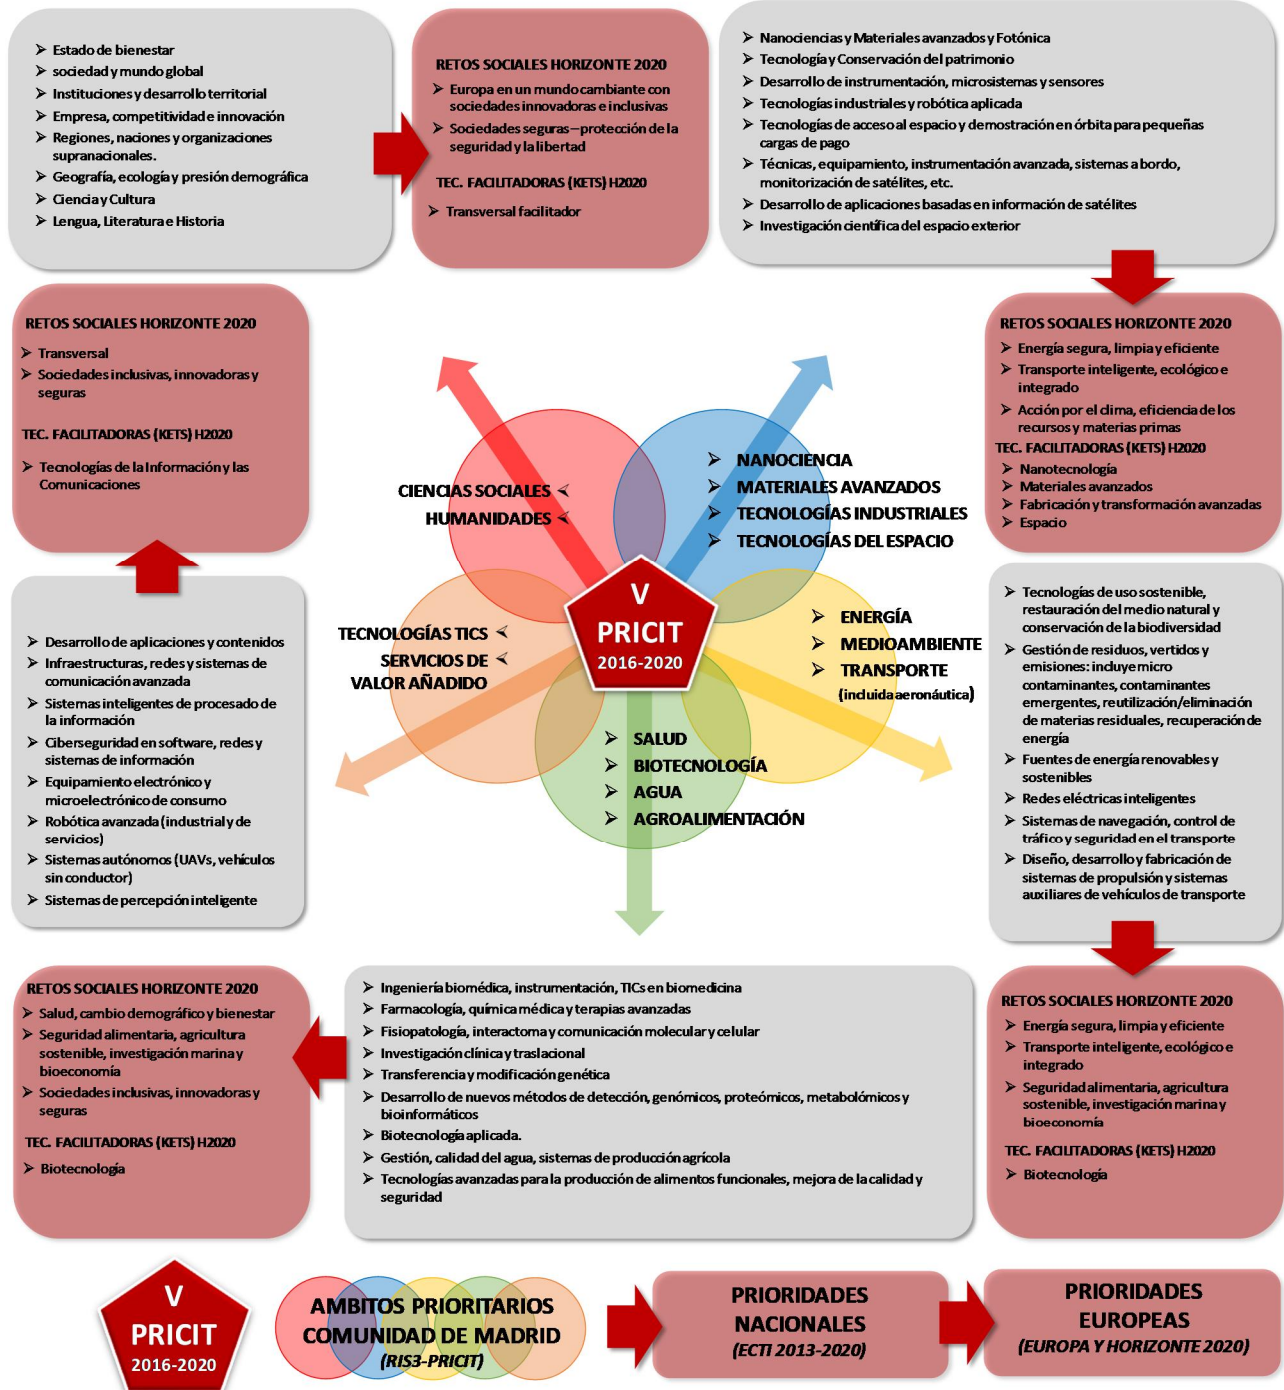 ➢ Estado de bienestar
➢ sociedad y mundo global
➢ Instituciones y desarrollo territorial
➢ Empresa, competitividad e innovación
➢ Regiones, naciones y organizaciones
supranacionales.
➢ Geografía, ecología y presión demográfica
➢ Ciencia y Cultura
➢ Lengua, Literatura e Historia
RETOS SOCIALES HORIZONTE 2020
➢ Europa en un mundo cambiante con
sociedades innovadoras e inclusivas
➢ Sociedades seguras – protección de la
seguridad y la libertad
TEC. FACILITADORAS (KETS) H2020
➢ Transversal facilitador
➢ Nanociencias y Materiales avanzados y Fotónica
➢ Tecnología y Conservación del patrimonio
➢ Desarrollo de instrumentación, microsistemas y sensores
➢ Tecnologías industriales y robótica aplicada
➢ Tecnologías de acceso al espacio y demostración en órbita para pequeñas
cargas de pago
➢ Técnicas, equipamiento, instrumentación avanzada, sistemas a bordo,
monitorización de satélites, etc.
➢ Desarrollo de aplicaciones basadas en información de satélites
➢ Investigación científica del espacio exterior
RETOS SOCIALES HORIZONTE 2020
➢ Transversal
➢ Sociedades inclusivas, innovadoras y
seguras
TEC. FACILITADORAS (KETS) H2020
➢ Tecnologías de la Información y las
Comunicaciones
RETOS SOCIALES HORIZONTE 2020
➢ Energía segura, limpia y eficiente
➢ Transporte inteligente, ecológico e
integrado
➢ Acción por el clima, eficiencia de los
recursos y materias primas
TEC. FACILITADORAS (KETS) H2020
➢ Nanotecnología
➢ Materiales avanzados
➢ Fabricación y transformación avanzadas
➢ Espacio
CIENCIAS SOCIALES
HUMANIDADES
➢ NANOCIENCIA
➢ MATERIALES AVANZADOS
➢ TECNOLOGÍAS INDUSTRIALES
➢ TECNOLOGÍAS DEL ESPACIO
V
PRICIT
2016-2020
TECNOLOGÍAS TICS
SERVICIOS DE
VALOR AÑADIDO
➢ ENERGÍA
➢ MEDIOAMBIENTE
➢ TRANSPORTE
(incluida aeronáutica)
➢ SALUD
➢ BIOTECNOLOGÍA
➢ AGUA
➢ AGROALIMENTACIÓN
➢ Desarrollo de aplicaciones y contenidos
➢ Infraestructuras, redes y sistemas de
comunicación avanzada
➢ Sistemas inteligentes de procesado de
la información
➢ Ciberseguridad en software, redes y
sistemas de información
➢ Equipamiento electrónico y
microelectrónico de consumo
➢ Robótica avanzada (industrial y de
servicios)
➢ Sistemas autónomos (UAVs, vehículos
sin conductor)
➢ Sistemas de percepción inteligente
➢ Tecnologías de uso sostenible,
restauración del medio natural y
conservación de la biodiversidad
➢ Gestión de residuos, vertidos y
emisiones: incluye micro
contaminantes, contaminantes
emergentes, reutilización/eliminación
de materias residuales, recuperación de
energía
➢ Fuentes de energía renovables y
sostenibles
➢ Redes eléctricas inteligentes
➢ Sistemas de navegación, control de
tráfico y seguridad en el transporte
➢ Diseño, desarrollo y fabricación de
sistemas de propulsión y sistemas
auxiliares de vehículos de transporte
RETOS SOCIALES HORIZONTE 2020
➢ Salud, cambio demográfico y bienestar
➢ Seguridad alimentaria, agricultura
sostenible, investigación marina y
bioeconomía
➢ Sociedades inclusivas, innovadoras y
seguras
TEC. FACILITADORAS (KETS) H2020
➢ Biotecnología
➢ Ingeniería biomédica, instrumentación, TICs en biomedicina
➢ Farmacología, química médica y terapias avanzadas
➢ Fisiopatología, interactoma y comunicación molecular y celular
➢ Investigación clínica y traslacional
➢ Transferencia y modificación genética
➢ Desarrollo de nuevos métodos de detección, genómicos, proteómicos, metabolómicos y
bioinformáticos
➢ Biotecnología aplicada.
➢ Gestión, calidad del agua, sistemas de producción agrícola
➢ Tecnologías avanzadas para la producción de alimentos funcionales, mejora de la calidad y
seguridad
RETOS SOCIALES HORIZONTE 2020
➢ Energía segura, limpia y eficiente
➢ Transporte inteligente, ecológico e
integrado
➢ Seguridad alimentaria, agricultura
sostenible, investigación marina y
bioeconomía
TEC. FACILITADORAS (KETS) H2020
➢ Biotecnología
V
PRICIT
2016-2020
AMBITOS PRIORITARIOS
COMUNIDAD DE MADRID
(RIS3-PRICIT)
PRIORIDADES
NACIONALES
(ECTI 2013-2020)
PRIORIDADES
EUROPEAS
(EUROPA Y HORIZONTE 2020)